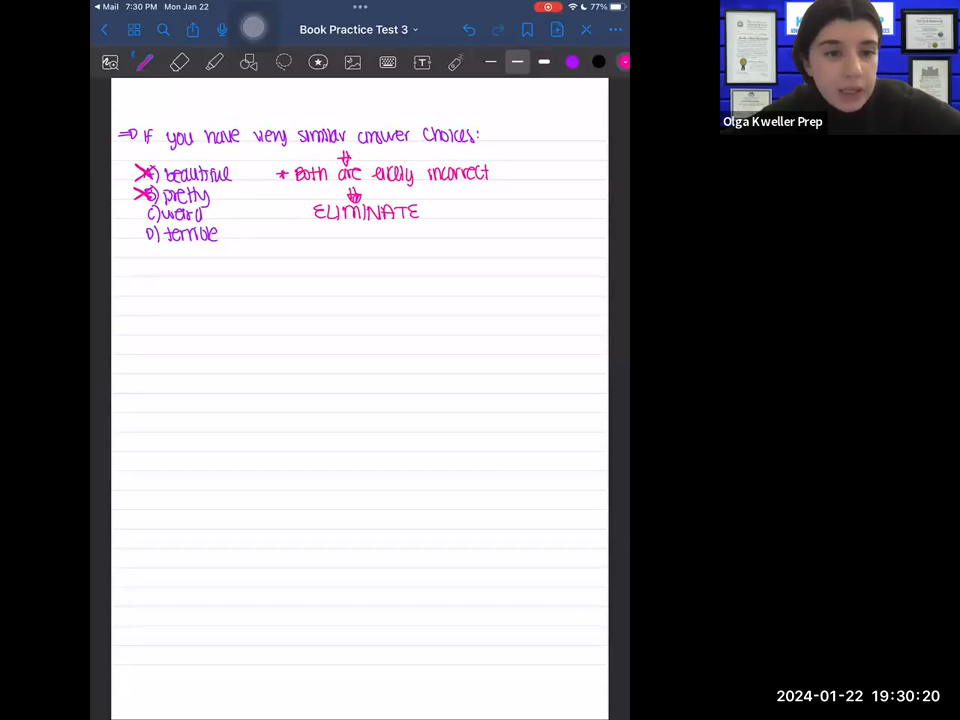 Mail 7:30 PM Mon Jan 22 77%
Book Practice Test 3
⇒ If you have very similar answer choices:
A) beautiful * Both are likely incorrect
B) pretty
ELIMINATE
C) weird
D) terrible
Olga Kweller Prep
2024-01-22 19:30:20